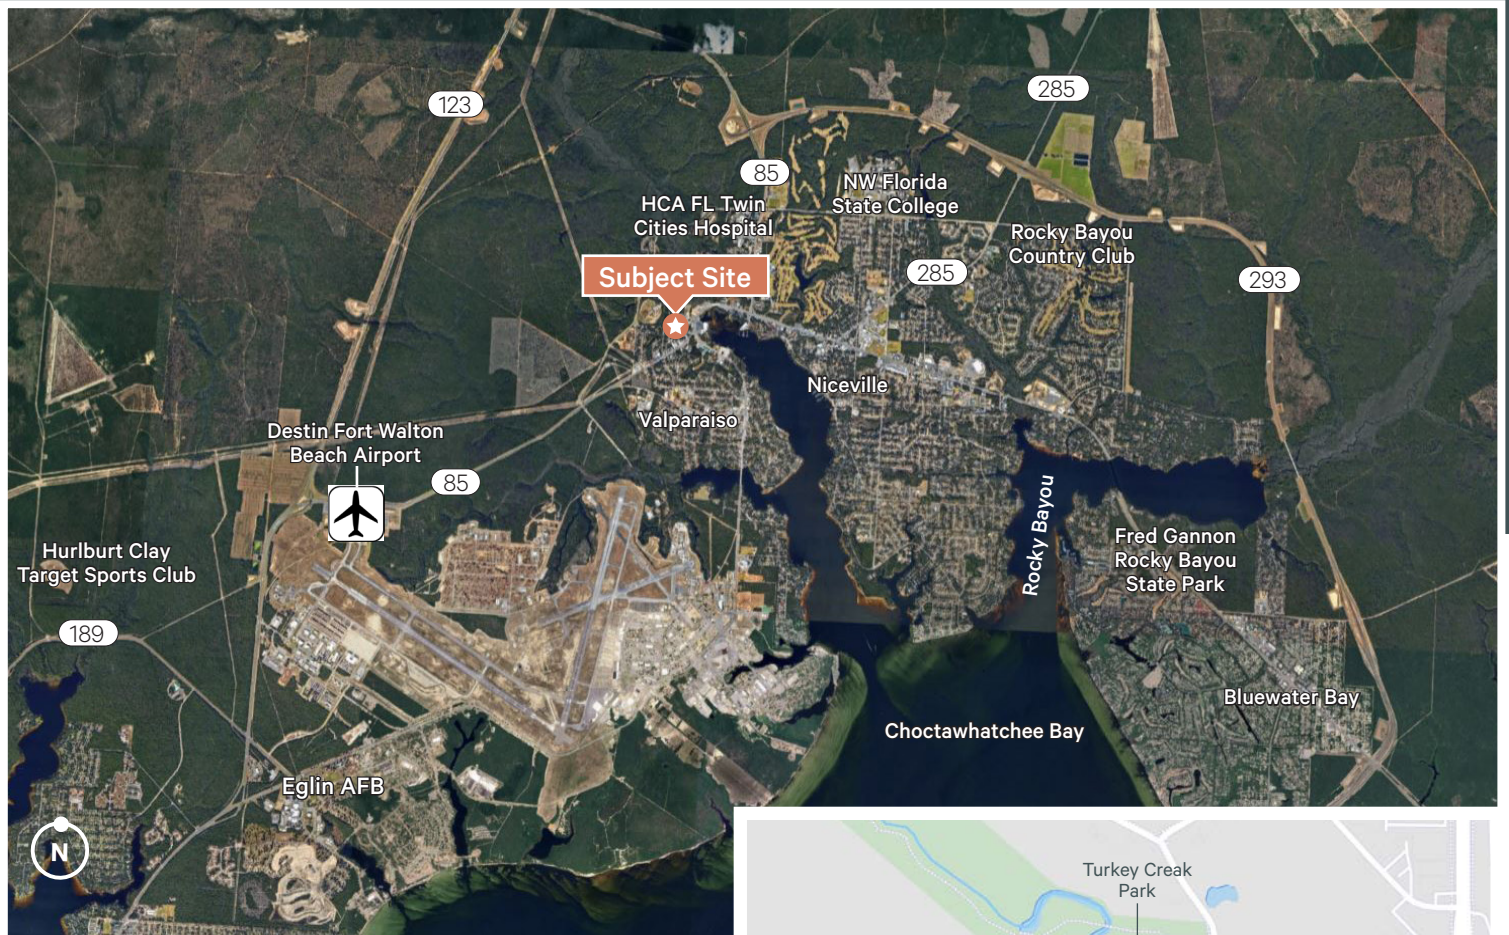 123
285
85
NW Florida
State College
HCA FL Twin
Cities Hospital
Rocky Bayou
Country Club
Subject Site
285
293
Niceville
Valparaiso
Destin Fort Walton
Beach Airport
85
Rocky Bayou
Fred Gannon
Rocky Bayou
State Park
Hurlburt Clay
Target Sports Club
189
Bluewater Bay
Choctawhatchee Bay
Eglin AFB
N
Turkey Creak
Park